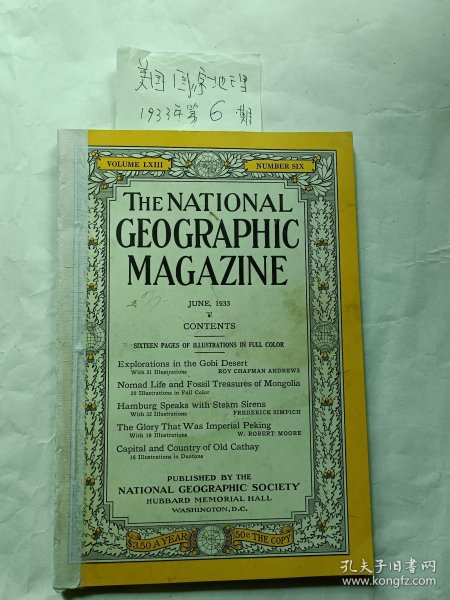 美国国家地理
1933年第6期
VOLUME LXIII
NUMBER SIX
THE NATIONAL
GEOGRAPHIC
MAGAZINE
JUNE, 1933
CONTENTS
SIXTEEN PAGES OF ILLUSTRATIONS IN FULL COLOR
Explorations in the Gobi Desert
With 51 Illustrations ROY CHAPMAN ANDREWS
Nomad Life and Fossil Treasures of Mongolia
20 Illustrations in Full Color
Hamburg Speaks with Steam Sirens
With 32 Illustrations FREDERICK SIMPICH
The Glory That Was Imperial Peking
With 18 Illustrations W. ROBERT MOORE
Capital and Country of Old Cathay
16 Illustrations in Duotone
PUBLISHED BY THE
NATIONAL GEOGRAPHIC SOCIETY
HUBBARD MEMORIAL HALL
WASHINGTON, D.C.
$3.50 A YEAR
50¢ THE COPY
孔夫子旧书网
www.kongfz.com